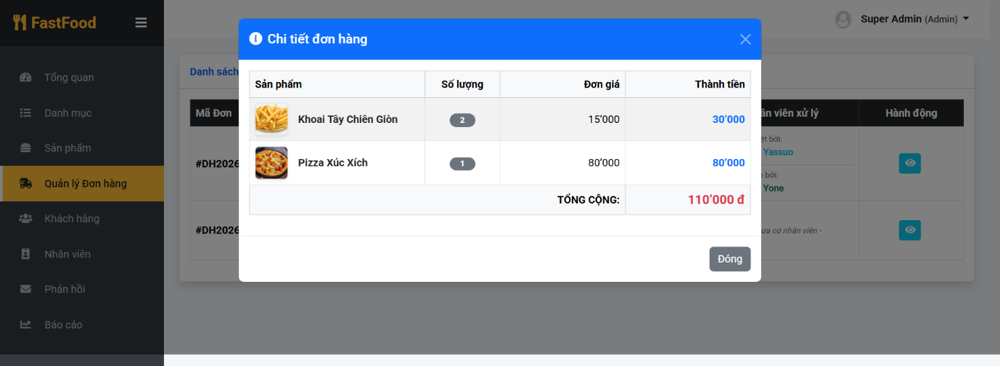 FastFood
Super Admin (Admin)
Chi tiết đơn hàng
Tổng quan
Danh mục
Sản phẩm
Quản lý Đơn hàng
Khách hàng
Nhân viên
Phản hồi
Báo cáo
Danh sách
Mã Đơn
ân viên xử lý
Hành động
#DH2026
ệt bởi:
Yassuo
bởi:
Yone
#DH2026
ưa có nhân viên -
Sản phẩm Số lượng Đơn giá Thành tiền
Khoai Tây Chiên Giòn 2 15’000 30’000
Pizza Xúc Xích 1 80’000 80’000
TỔNG CỘNG: 110’000 đ
Đóng